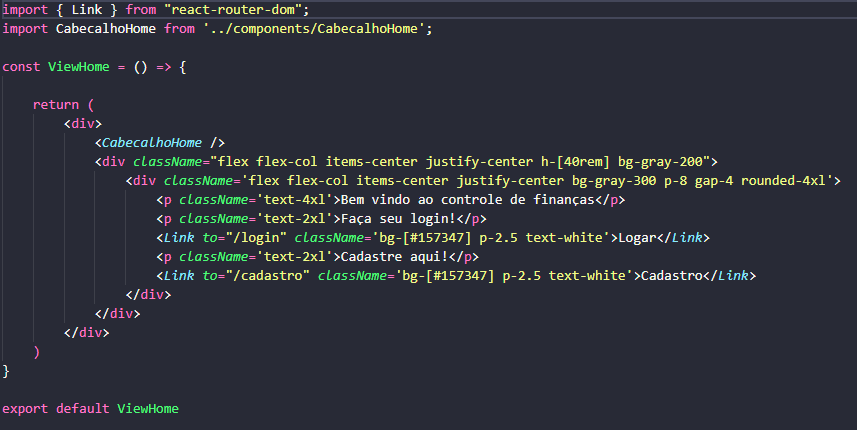 import { Link } from "react-router-dom";
import CabecalhoHome from '../components/CabecalhoHome';
const ViewHome = () => {
return (
<div>
<CabecalhoHome />
<div className="flex flex-col items-center justify-center h-[40rem] bg-gray-200">
<div className='flex flex-col items-center justify-center bg-gray-300 p-8 gap-4 rounded-4xl'>
<p className='text-4xl'>Bem vindo ao controle de finanças</p>
<p className='text-2xl'>Faça seu login!</p>
<Link to="/login" className='bg-[#157347] p-2.5 text-white'>Logar</Link>
<p className='text-2xl'>Cadastre aqui!</p>
<Link to="/cadastro" className='bg-[#157347] p-2.5 text-white'>Cadastro</Link>
</div>
</div>
</div>
)
}
export default ViewHome